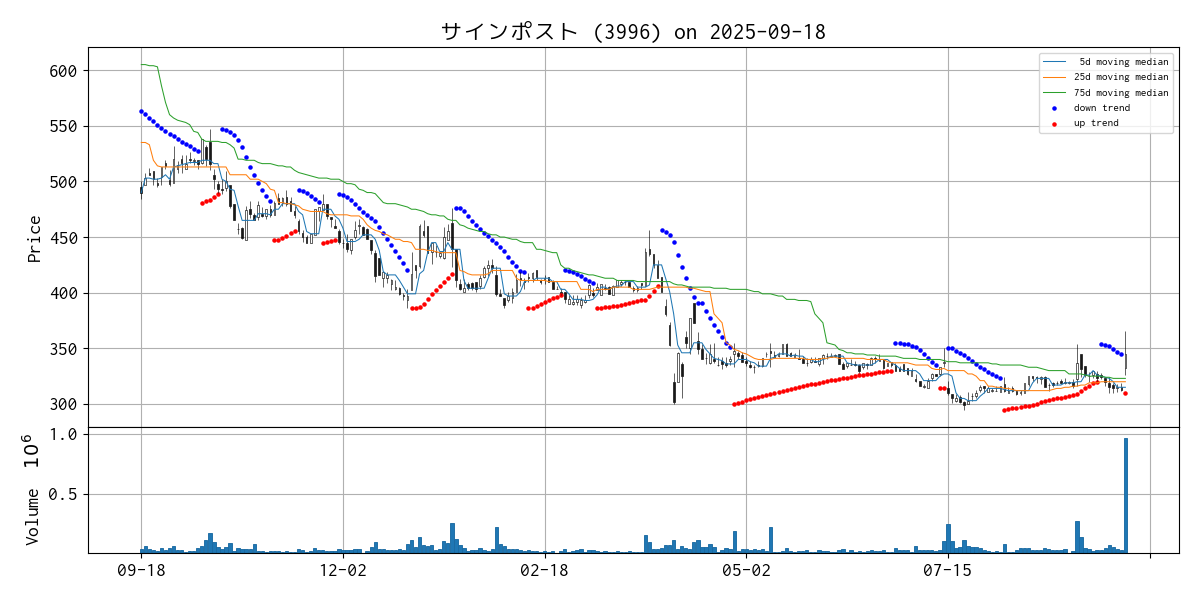 サインポスト (3996) on 2025-09-18
5d moving median
25d moving median
75d moving median
down trend
up trend
Price
600
550
500
450
400
350
300
Volume 10^6
1.0
0.5
09-18
12-02
02-18
05-02
07-15